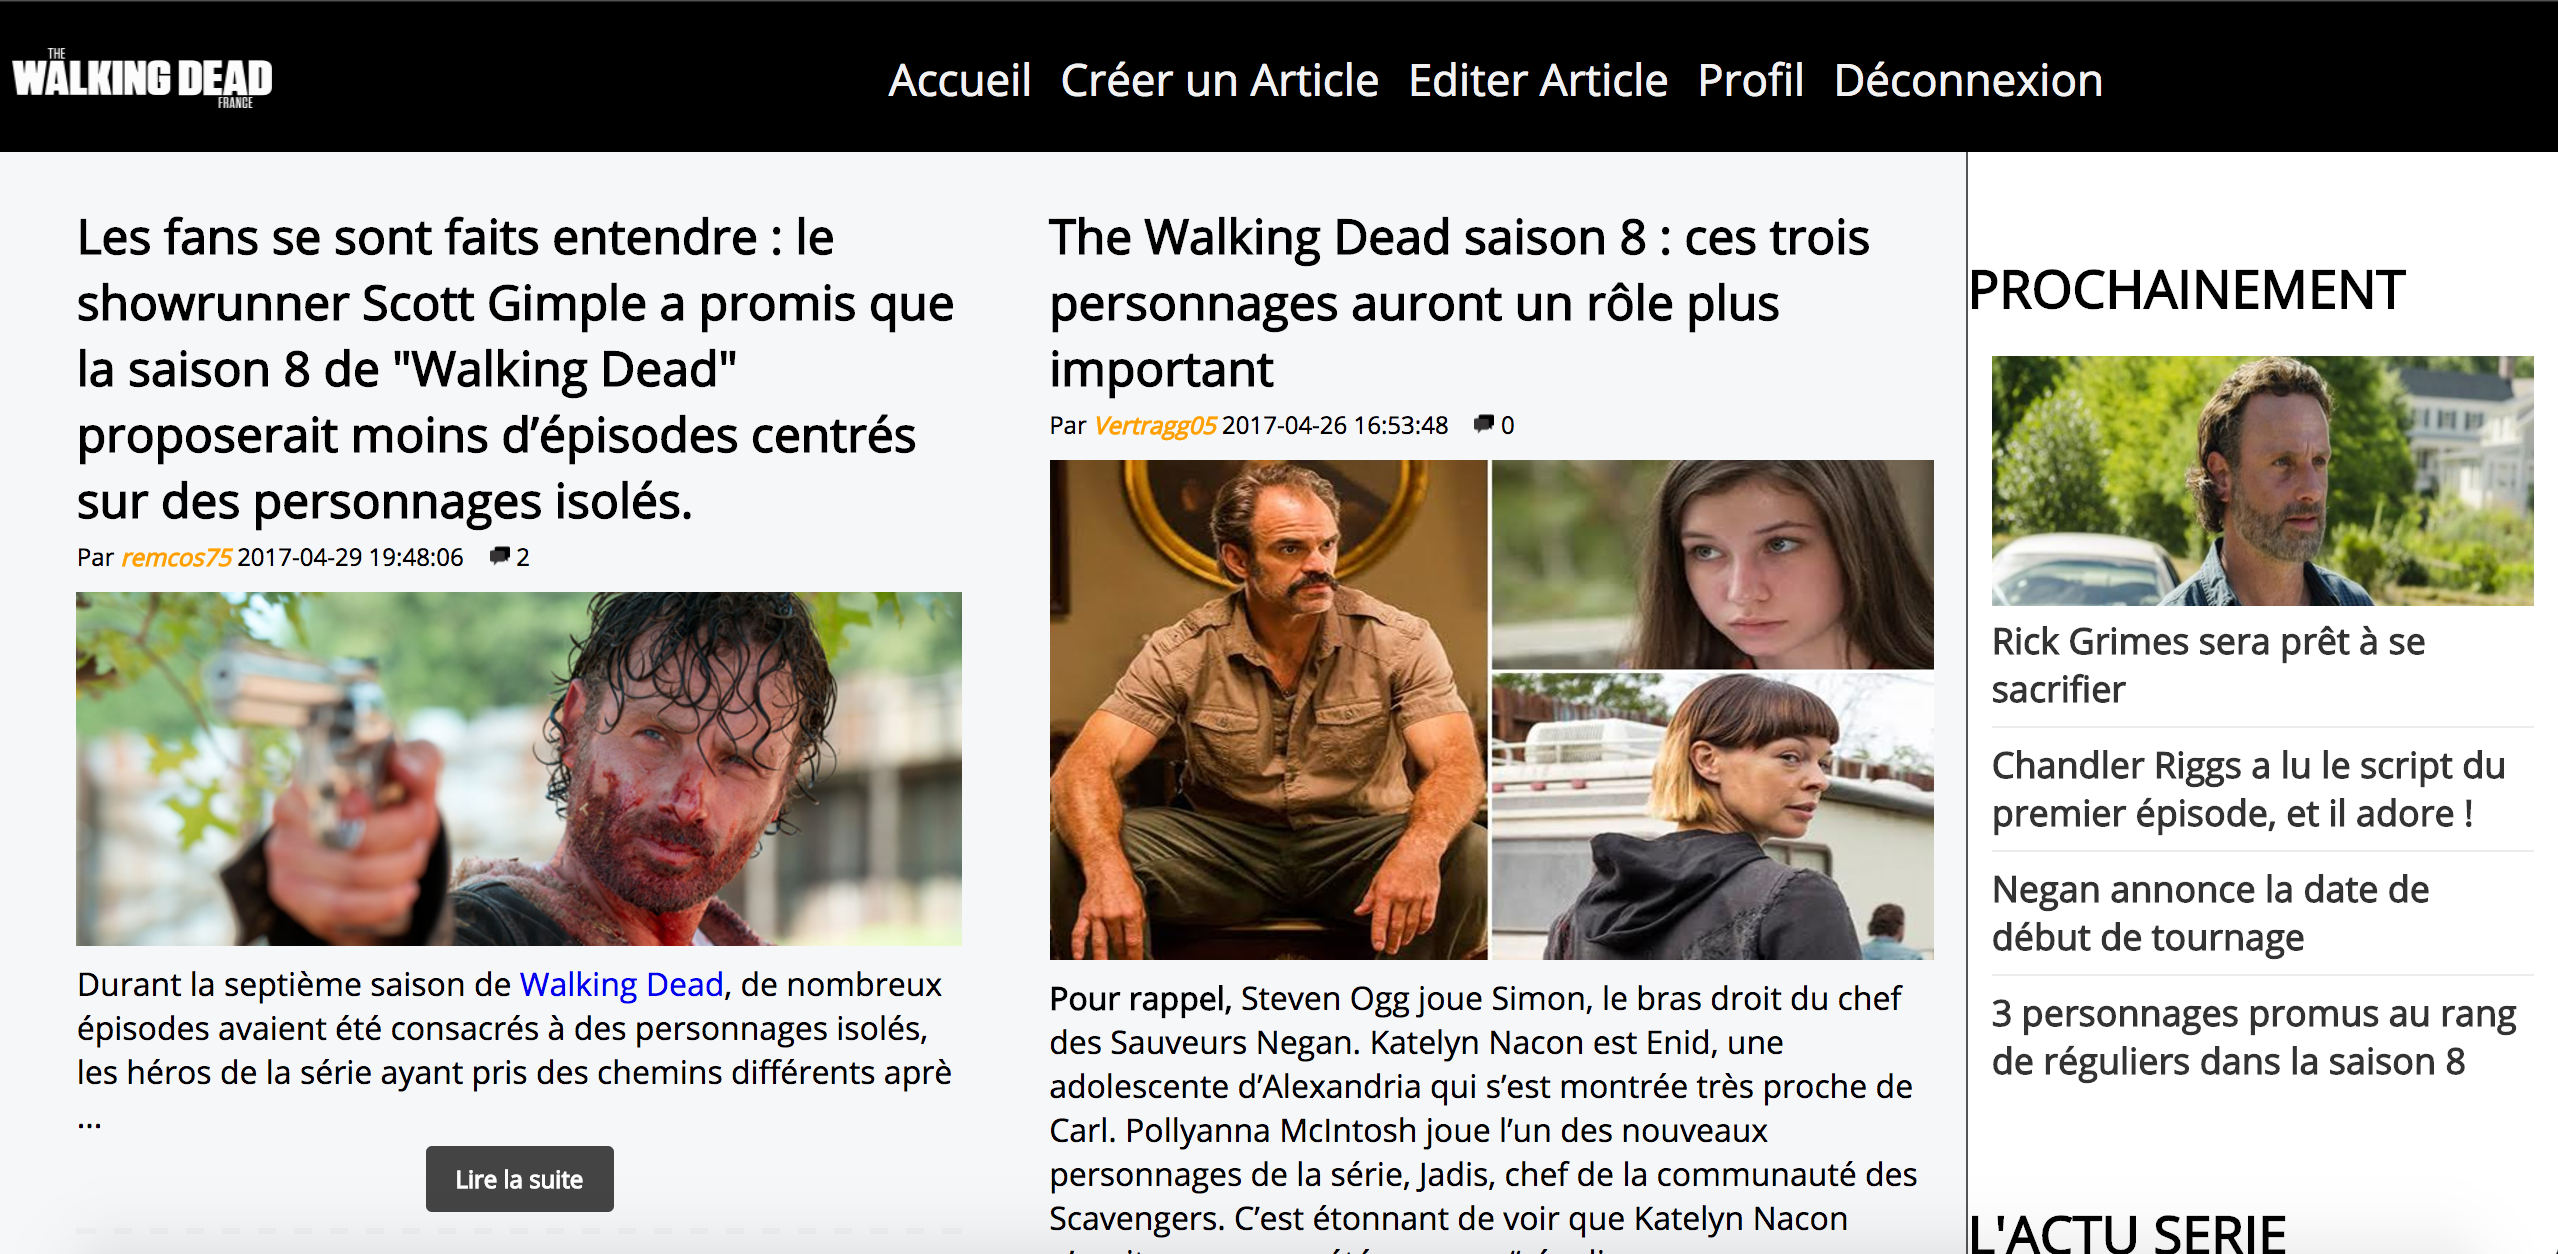 THE
WALKING DEAD
FRANCE
Accueil Créer un Article Editer Article Profil Déconnexion
Les fans se sont faits entendre : le
showrunner Scott Gimple a promis que
la saison 8 de "Walking Dead"
proposerait moins d’épisodes centrés
sur des personnages isolés.
Par remcos75 2017-04-29 19:48:06 2
Durant la septième saison de Walking Dead, de nombreux
épisodes avaient été consacrés à des personnages isolés,
les héros de la série ayant pris des chemins différents aprè
...
Lire la suite
The Walking Dead saison 8 : ces trois
personnages auront un rôle plus
important
Par Vertragg05 2017-04-26 16:53:48 0
Pour rappel, Steven Ogg joue Simon, le bras droit du chef
des Sauveurs Negan. Katelyn Nacon est Enid, une
adolescente d’Alexandria qui s’est montrée très proche de
Carl. Pollyanna McIntosh joue l’un des nouveaux
personnages de la série, Jadis, chef de la communauté des
Scavengers. C’est étonnant de voir que Katelyn Nacon
PROCHAINEMENT
Rick Grimes sera prêt à se
sacrifier
Chandler Riggs a lu le script du
premier épisode, et il adore !
Negan annonce la date de
début de tournage
3 personnages promus au rang
de réguliers dans la saison 8
L'ACTU SERIE